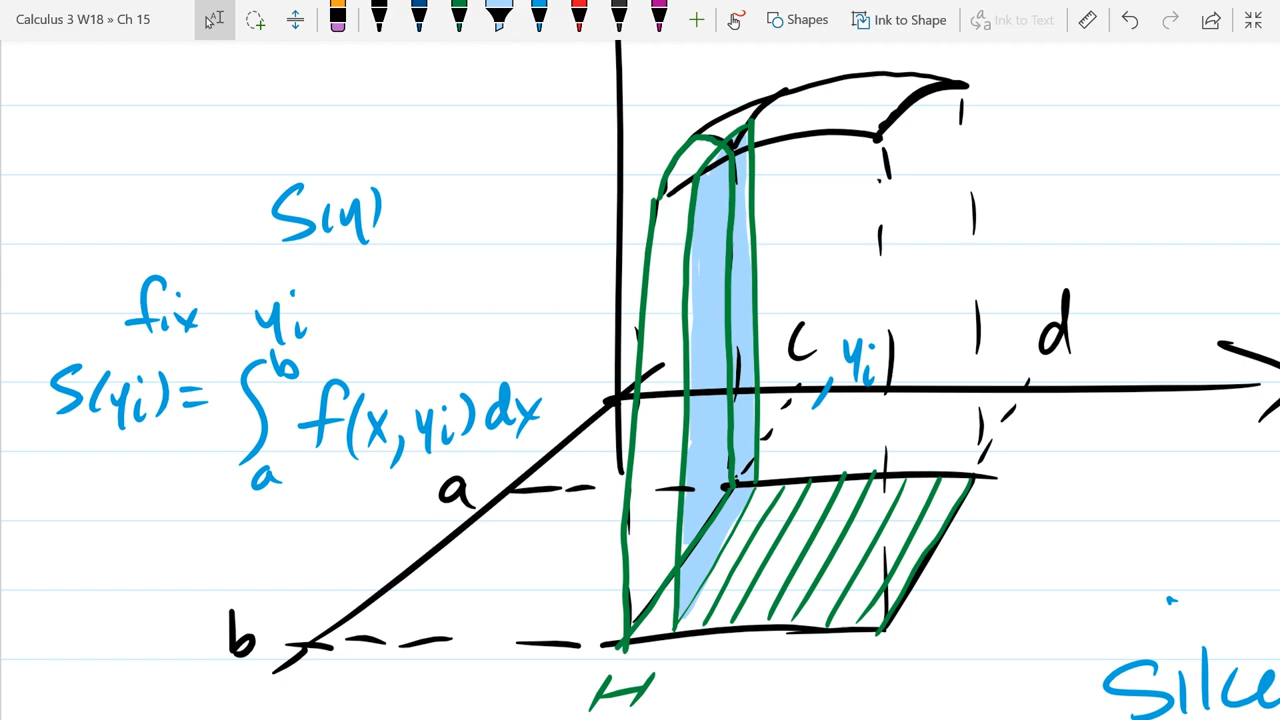 Calculus 3 W18 » Ch 15
Shapes
Ink to Shape
Ink to Text
S(y)
fix yi
S(yi) = ∫ab f(x, yi) dx
c , yi d
a
b